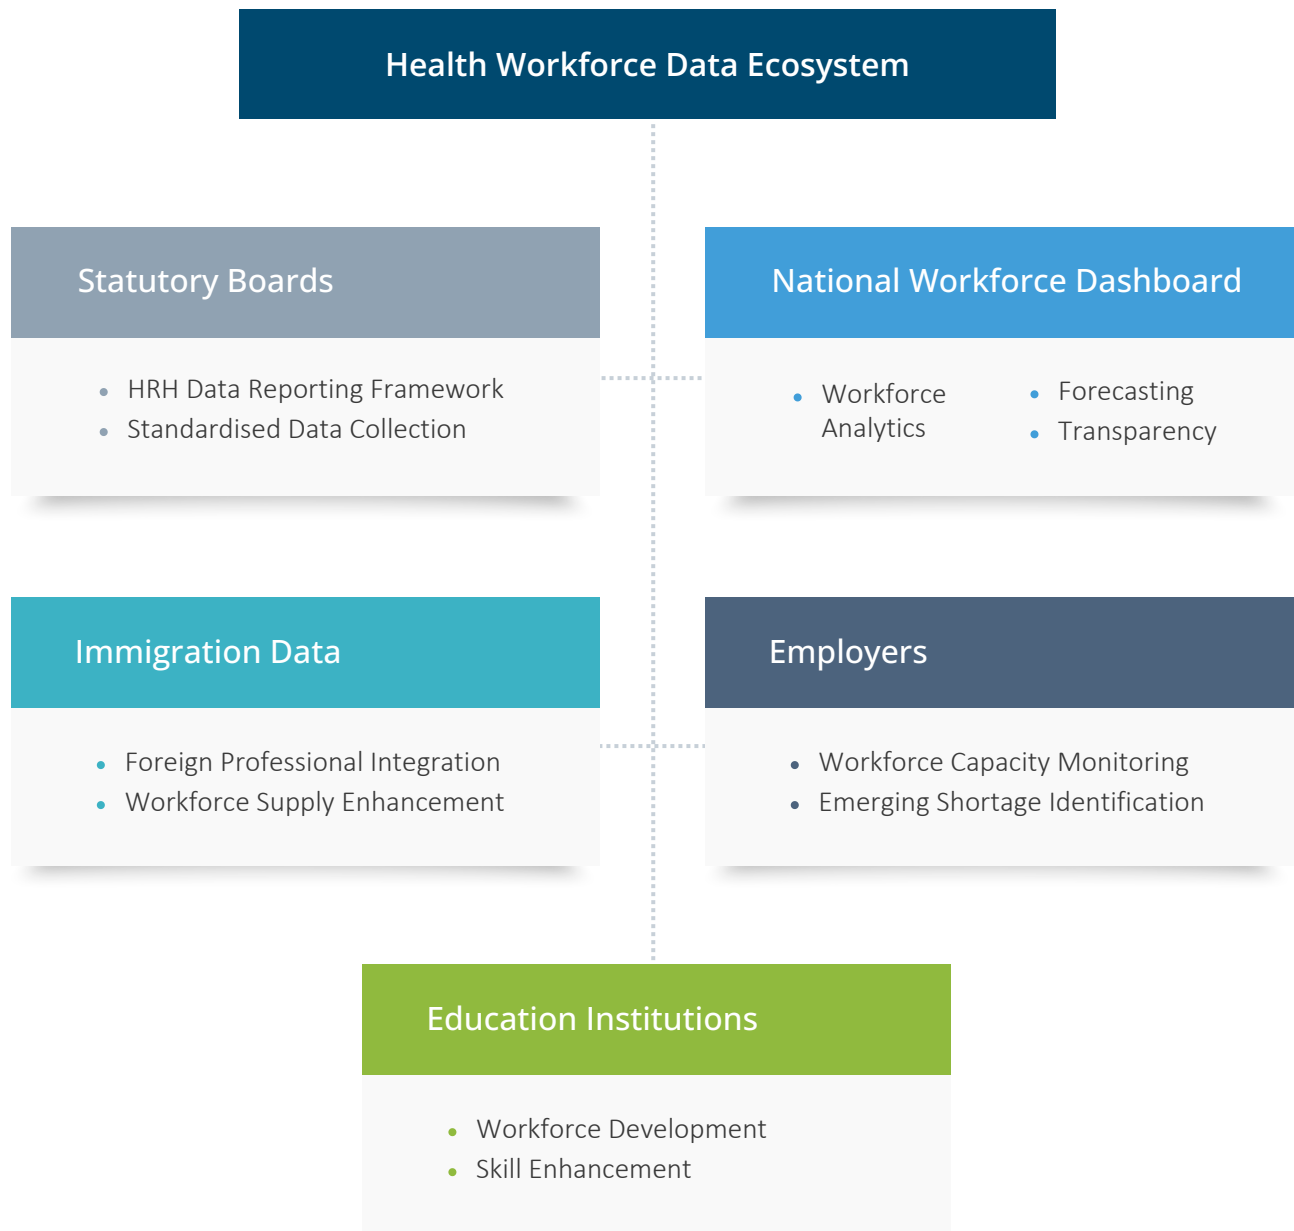 Health Workforce Data Ecosystem
Statutory Boards
• HRH Data Reporting Framework
• Standardised Data Collection
National Workforce Dashboard
• Workforce
Analytics
• Forecasting
• Transparency
Immigration Data
• Foreign Professional Integration
• Workforce Supply Enhancement
Employers
• Workforce Capacity Monitoring
• Emerging Shortage Identification
Education Institutions
• Workforce Development
• Skill Enhancement